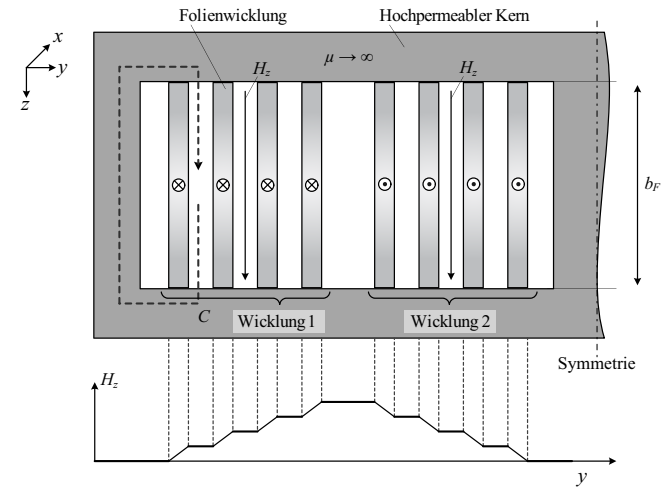 Folienwicklung
Hochpermeabler Kern
x
y
z
μ → ∞
H_z
H_z
b_F
C
Wicklung 1
Wicklung 2
Symmetrie
H_z
y